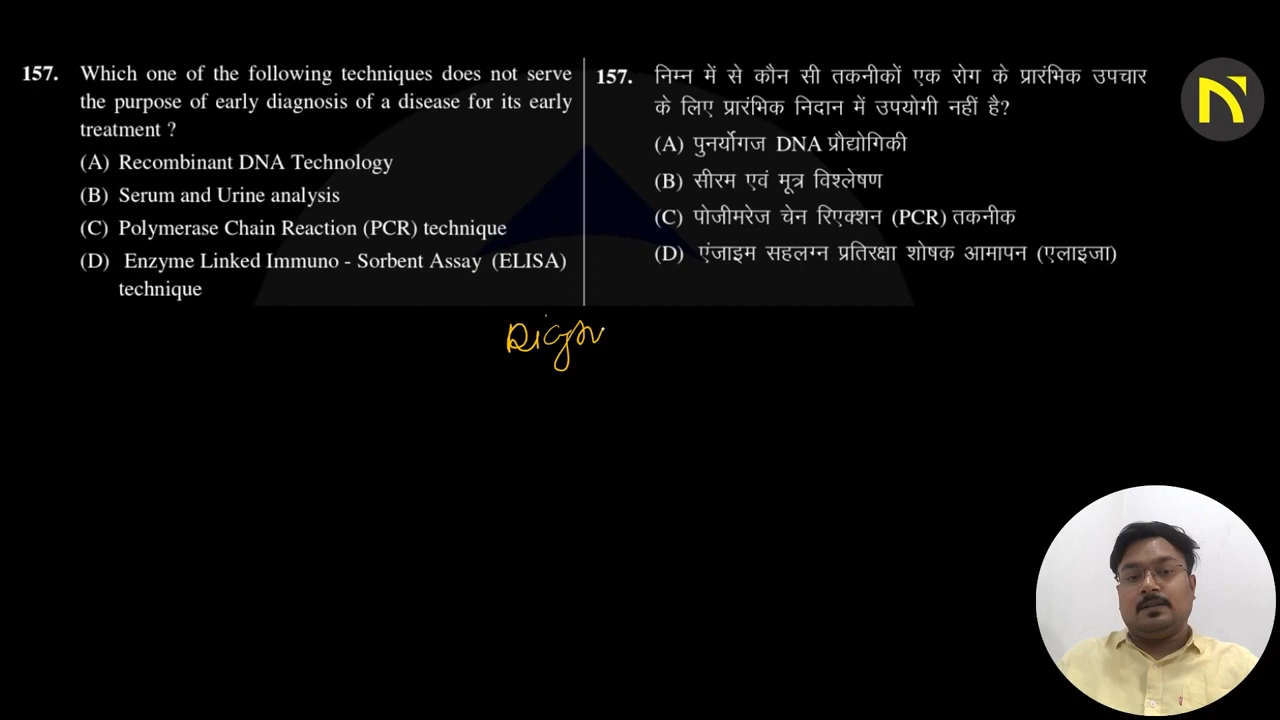 157. Which one of the following techniques does not serve
the purpose of early diagnosis of a disease for its early
treatment ?
(A) Recombinant DNA Technology
(B) Serum and Urine analysis
(C) Polymerase Chain Reaction (PCR) technique
(D) Enzyme Linked Immuno - Sorbent Assay (ELISA)
technique
157. निम्न में से कौन सी तकनीकों एक रोग के प्रारंभिक उपचार
के लिए प्रारंभिक निदान में उपयोगी नहीं है?
(A) पुनर्योगज DNA प्रौद्योगिकी
(B) सीरम एवं मूत्र विश्लेषण
(C) पोजीमरेज चेन रिएक्शन (PCR) तकनीक
(D) एंजाइम सहलग्न प्रतिरक्षा शोषक आमापन (एलाइजा)